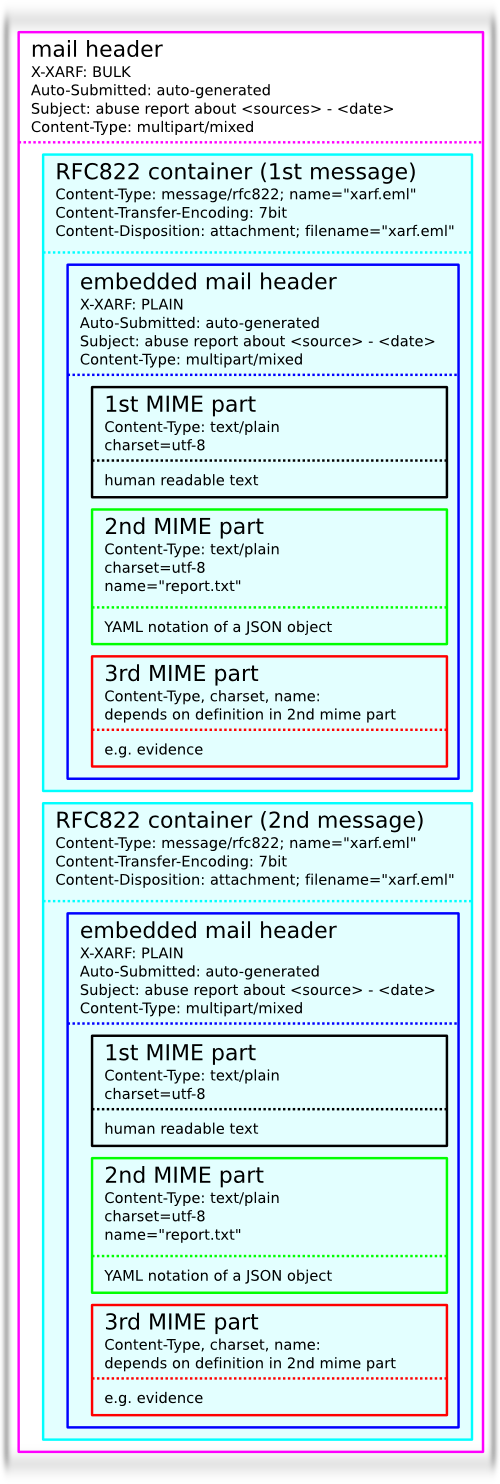 mail header
X-XARF: BULK
Auto-Submitted: auto-generated
Subject: abuse report about <sources> - <date>
Content-Type: multipart/mixed
RFC822 container (1st message)
Content-Type: message/rfc822; name="xarf.eml"
Content-Transfer-Encoding: 7bit
Content-Disposition: attachment; filename="xarf.eml"
embedded mail header
X-XARF: PLAIN
Auto-Submitted: auto-generated
Subject: abuse report about <source> - <date>
Content-Type: multipart/mixed
1st MIME part
Content-Type: text/plain
charset=utf-8
human readable text
2nd MIME part
Content-Type: text/plain
charset=utf-8
name="report.txt"
YAML notation of a JSON object
3rd MIME part
Content-Type, charset, name:
depends on definition in 2nd mime part
e.g. evidence
RFC822 container (2nd message)
Content-Type: message/rfc822; name="xarf.eml"
Content-Transfer-Encoding: 7bit
Content-Disposition: attachment; filename="xarf.eml"
embedded mail header
X-XARF: PLAIN
Auto-Submitted: auto-generated
Subject: abuse report about <source> - <date>
Content-Type: multipart/mixed
1st MIME part
Content-Type: text/plain
charset=utf-8
human readable text
2nd MIME part
Content-Type: text/plain
charset=utf-8
name="report.txt"
YAML notation of a JSON object
3rd MIME part
Content-Type, charset, name:
depends on definition in 2nd mime part
e.g. evidence